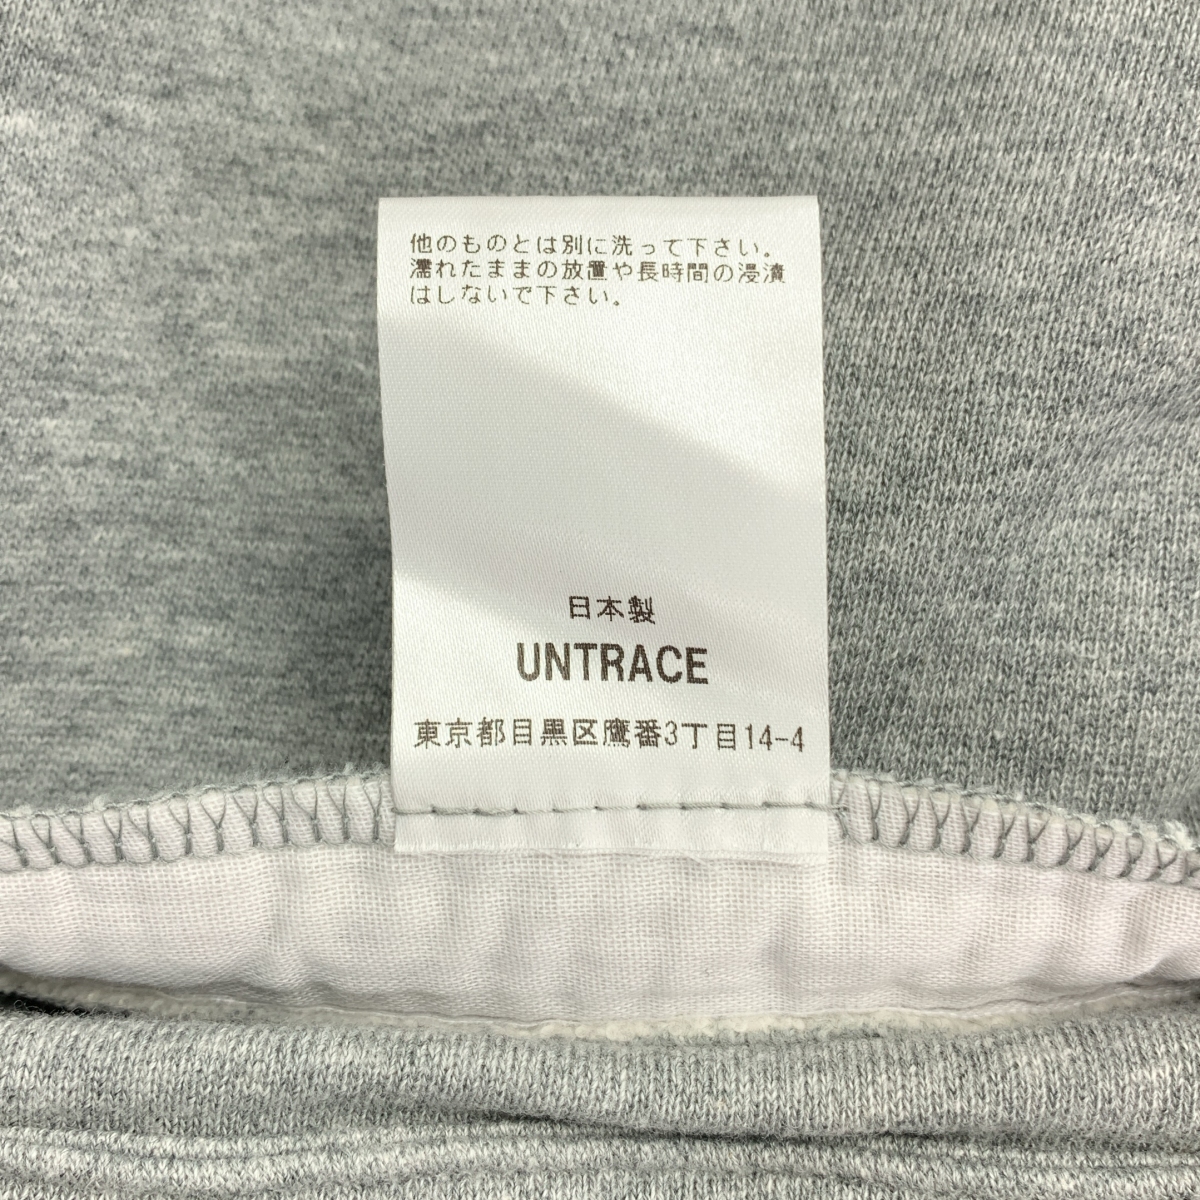 他のものとは別に洗って下さい。
濡れたままの放置や長時間の浸漬
はしないで下さい。
日本製
UNTRACE
東京都目黒区鷹番3丁目14-4